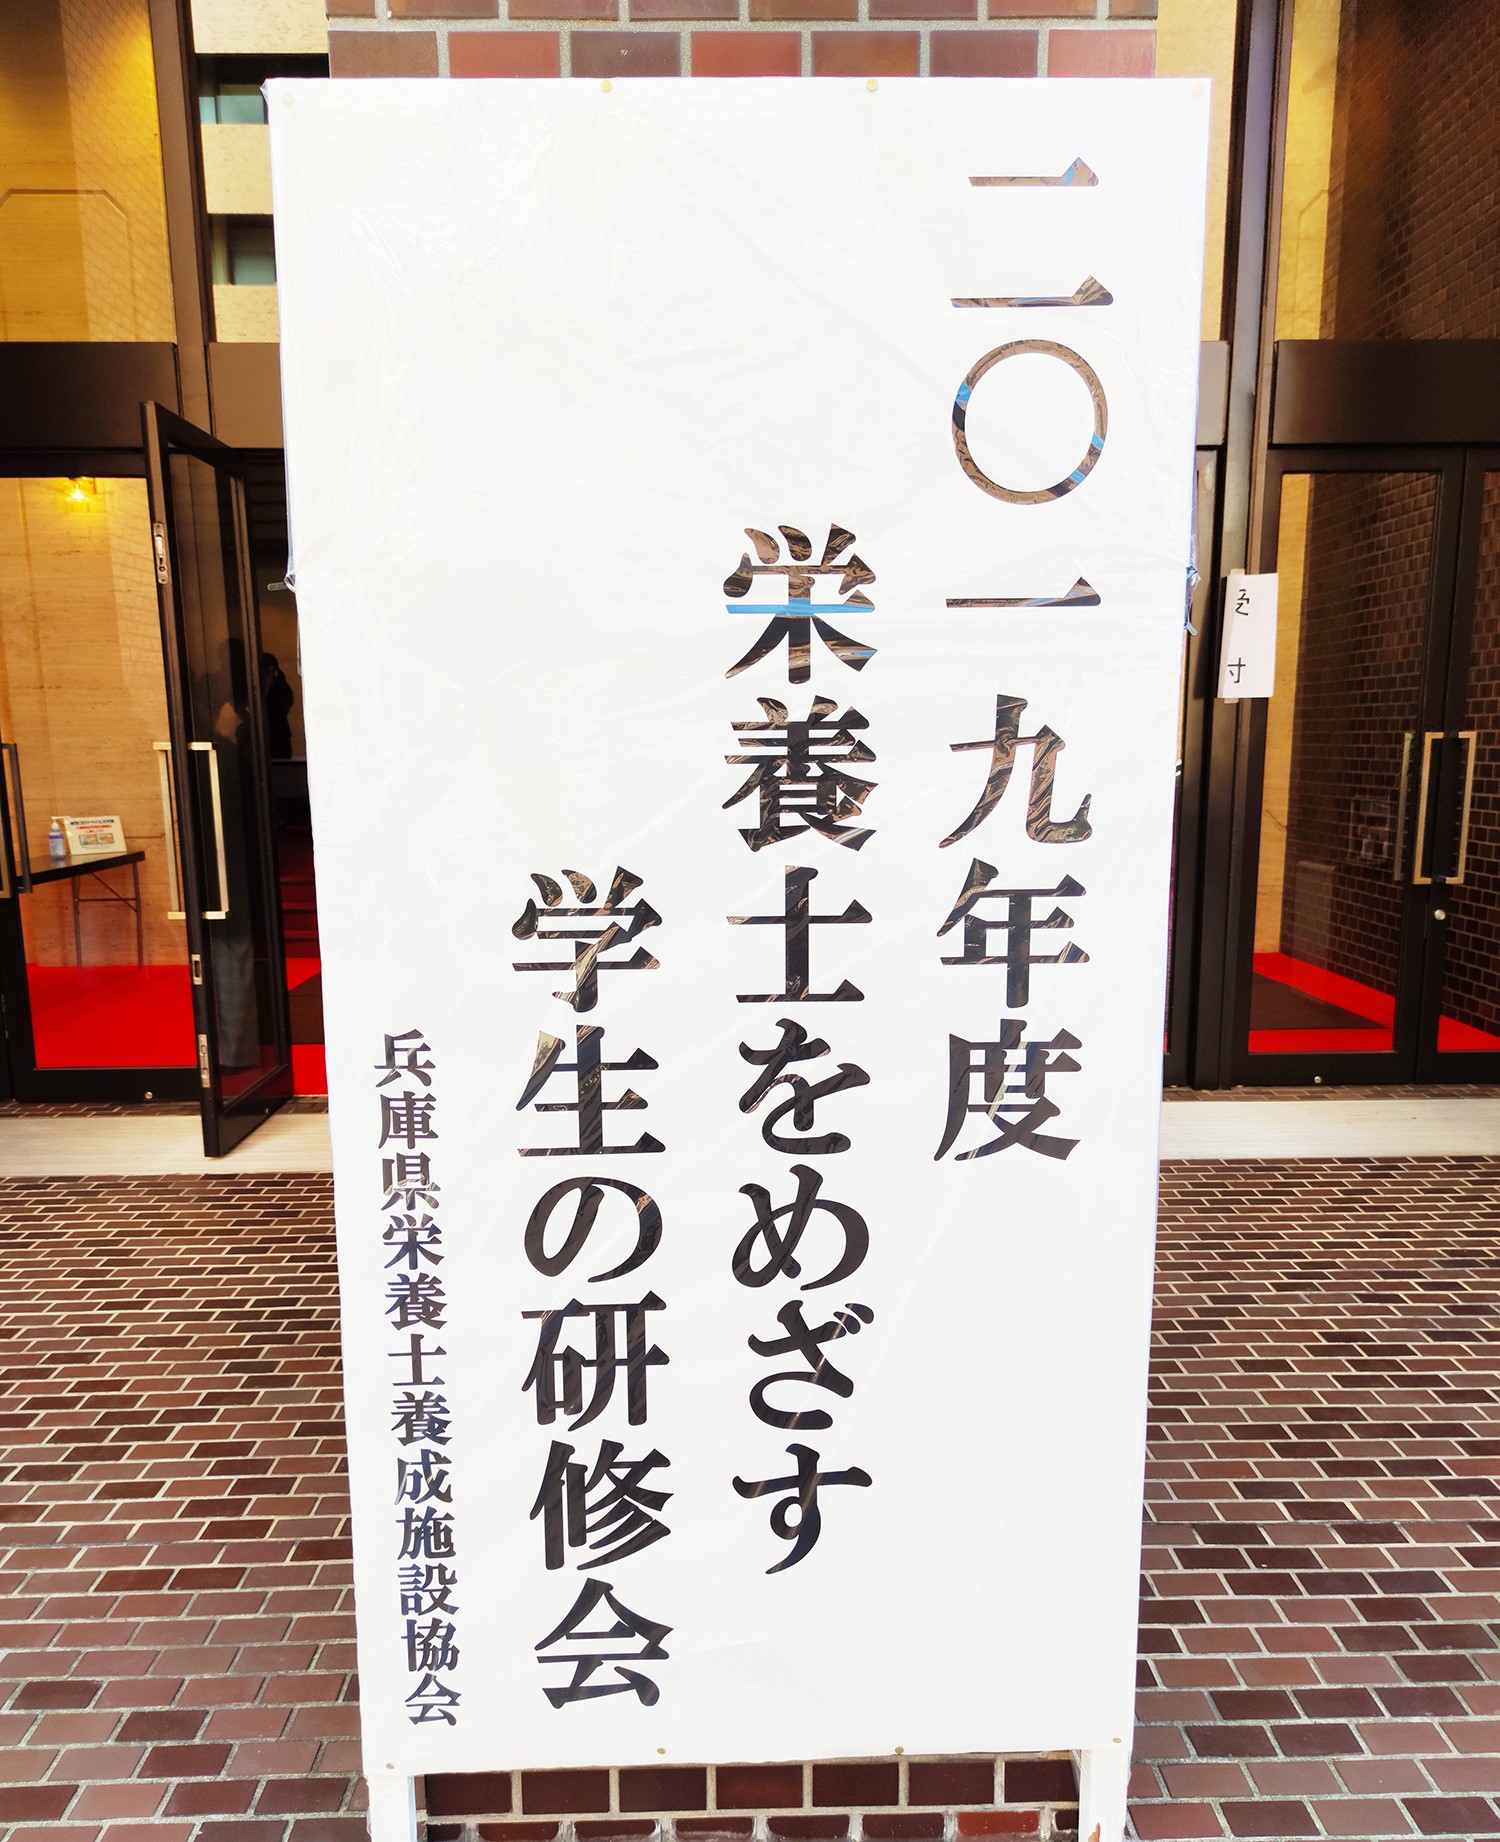 二〇一九年度
栄養士をめざす
学生の研修会
兵庫県栄養士養成施設協会